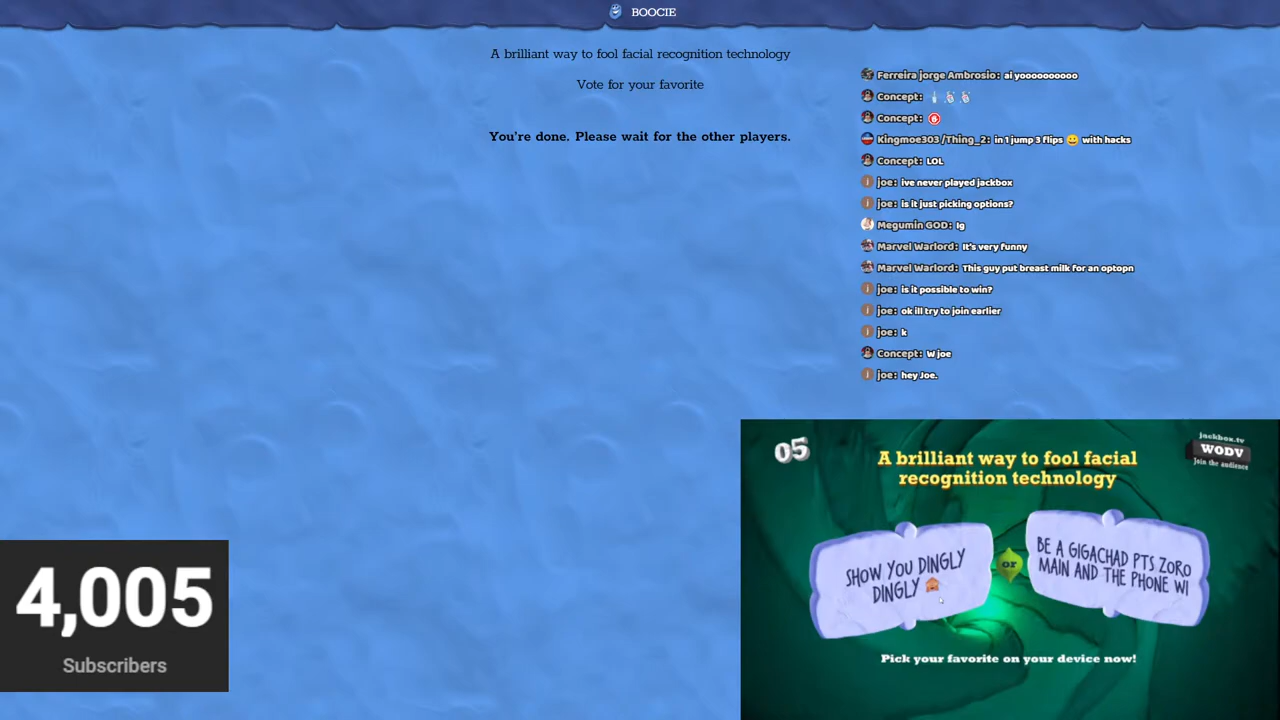 BOOCIE
A brilliant way to fool facial recognition technology
Vote for your favorite
You're done. Please wait for the other players.
Ferreira jorge Ambrosio: ai yoooooooooo
Concept:
Concept:
Kingmoe303 /Thing_2: in 1 jump 3 flips 😀 with hacks
Concept: LOL
joe: ive never played jackbox
joe: is it just picking options?
Megumin GOD: Ig
Marvel Warlord: It's very funny
Marvel Warlord: This guy put breast milk for an optopn
joe: is it possible to win?
joe: ok ill try to join earlier
joe: k
Concept: W joe
joe: hey Joe.
05
A brilliant way to fool facial
recognition technology
jackbox.tv
WODV
Join the audience
SHOW YOU DINGLY
DINGLY
or
BE A GIGACHAD PTS ZORO
MAIN AND THE PHONE WI
Pick your favorite on your device now!
4,005
Subscribers